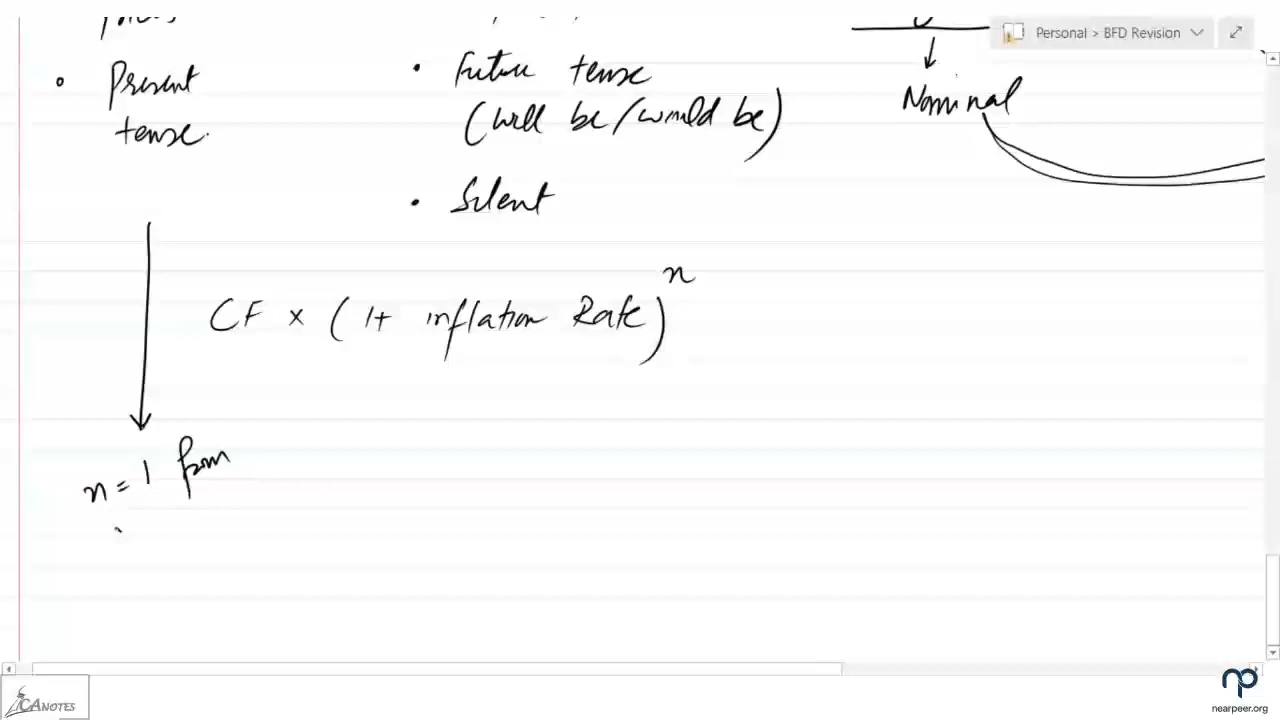 Personal > BFD Revision
• Present
tense.
• Future tense
(will be/would be)
• Silent
Nominal
CF × (1+ inflation Rate)ⁿ
n = 1 from
CANOTES
np
nearpeer.org